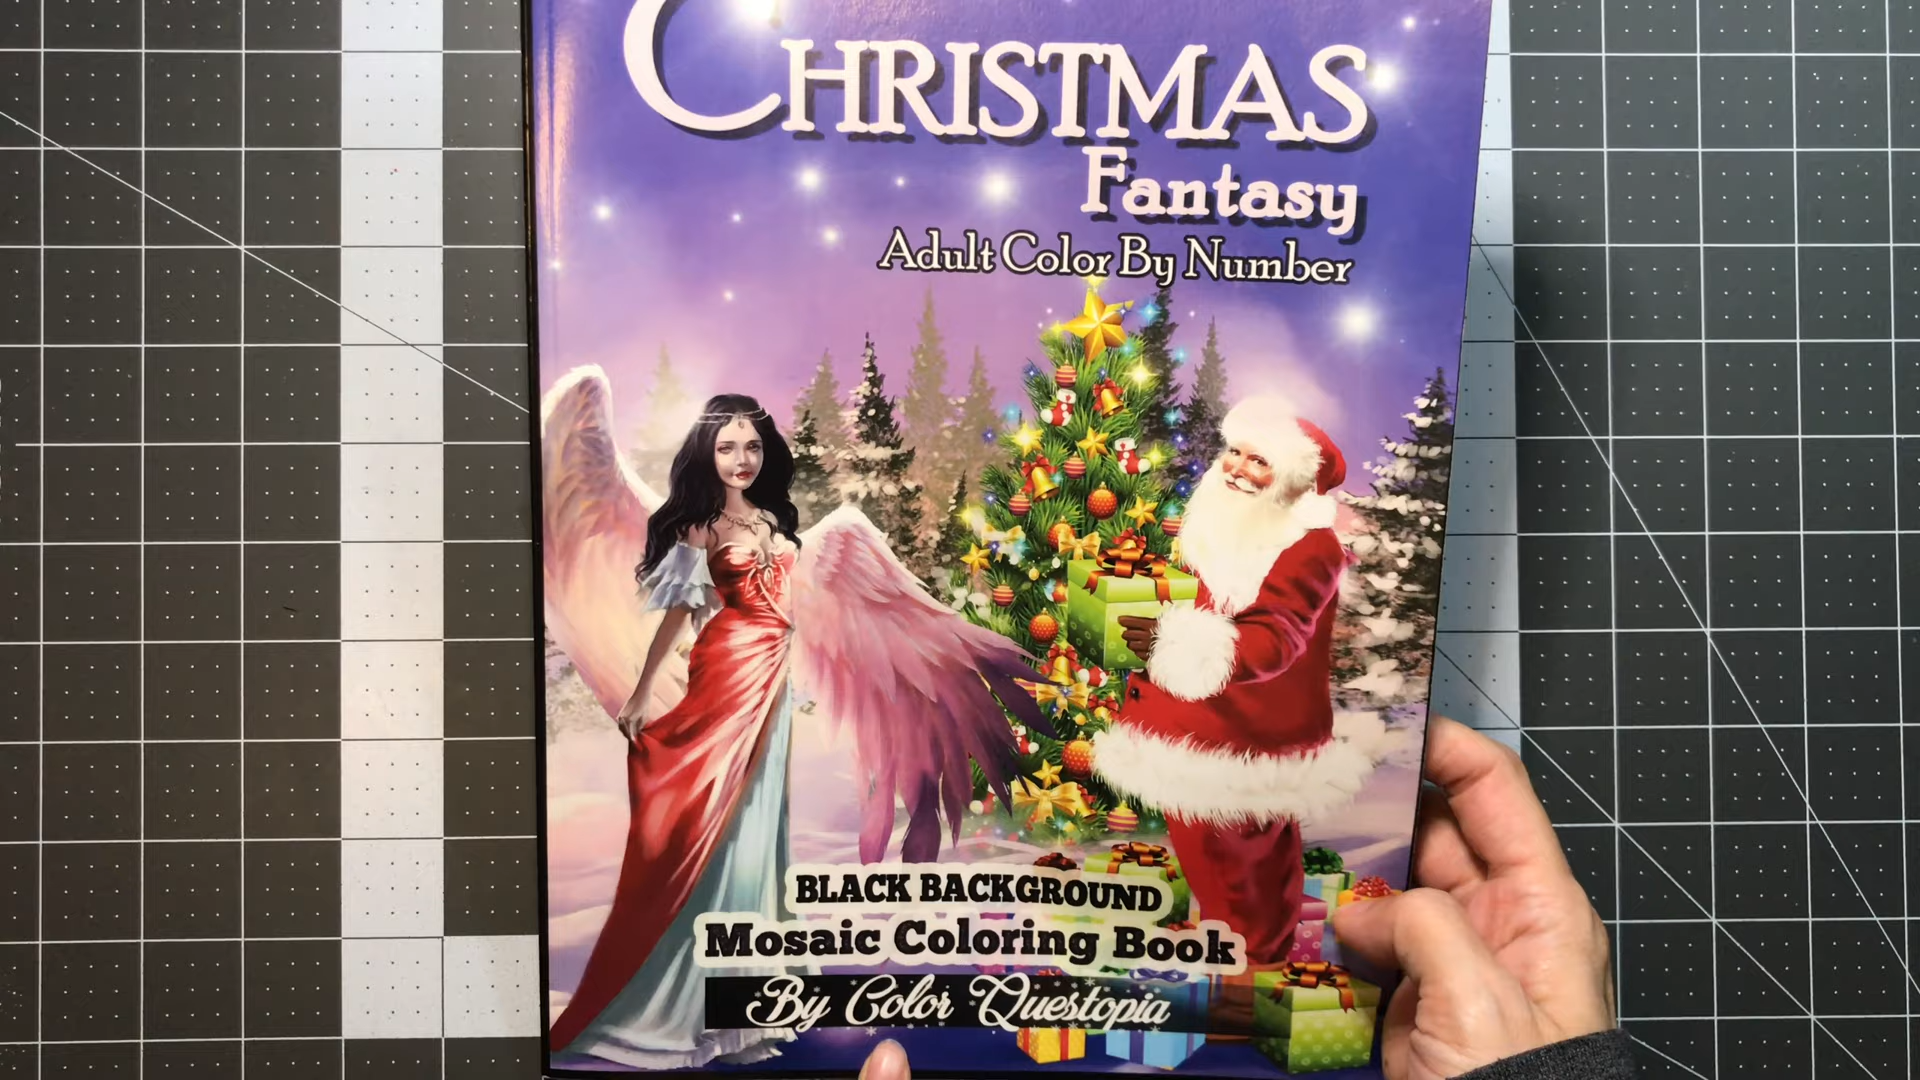 CHRISTMAS
Fantasy
Adult Color By Number
BLACK BACKGROUND
Mosaic Coloring Book
By Color Questopia